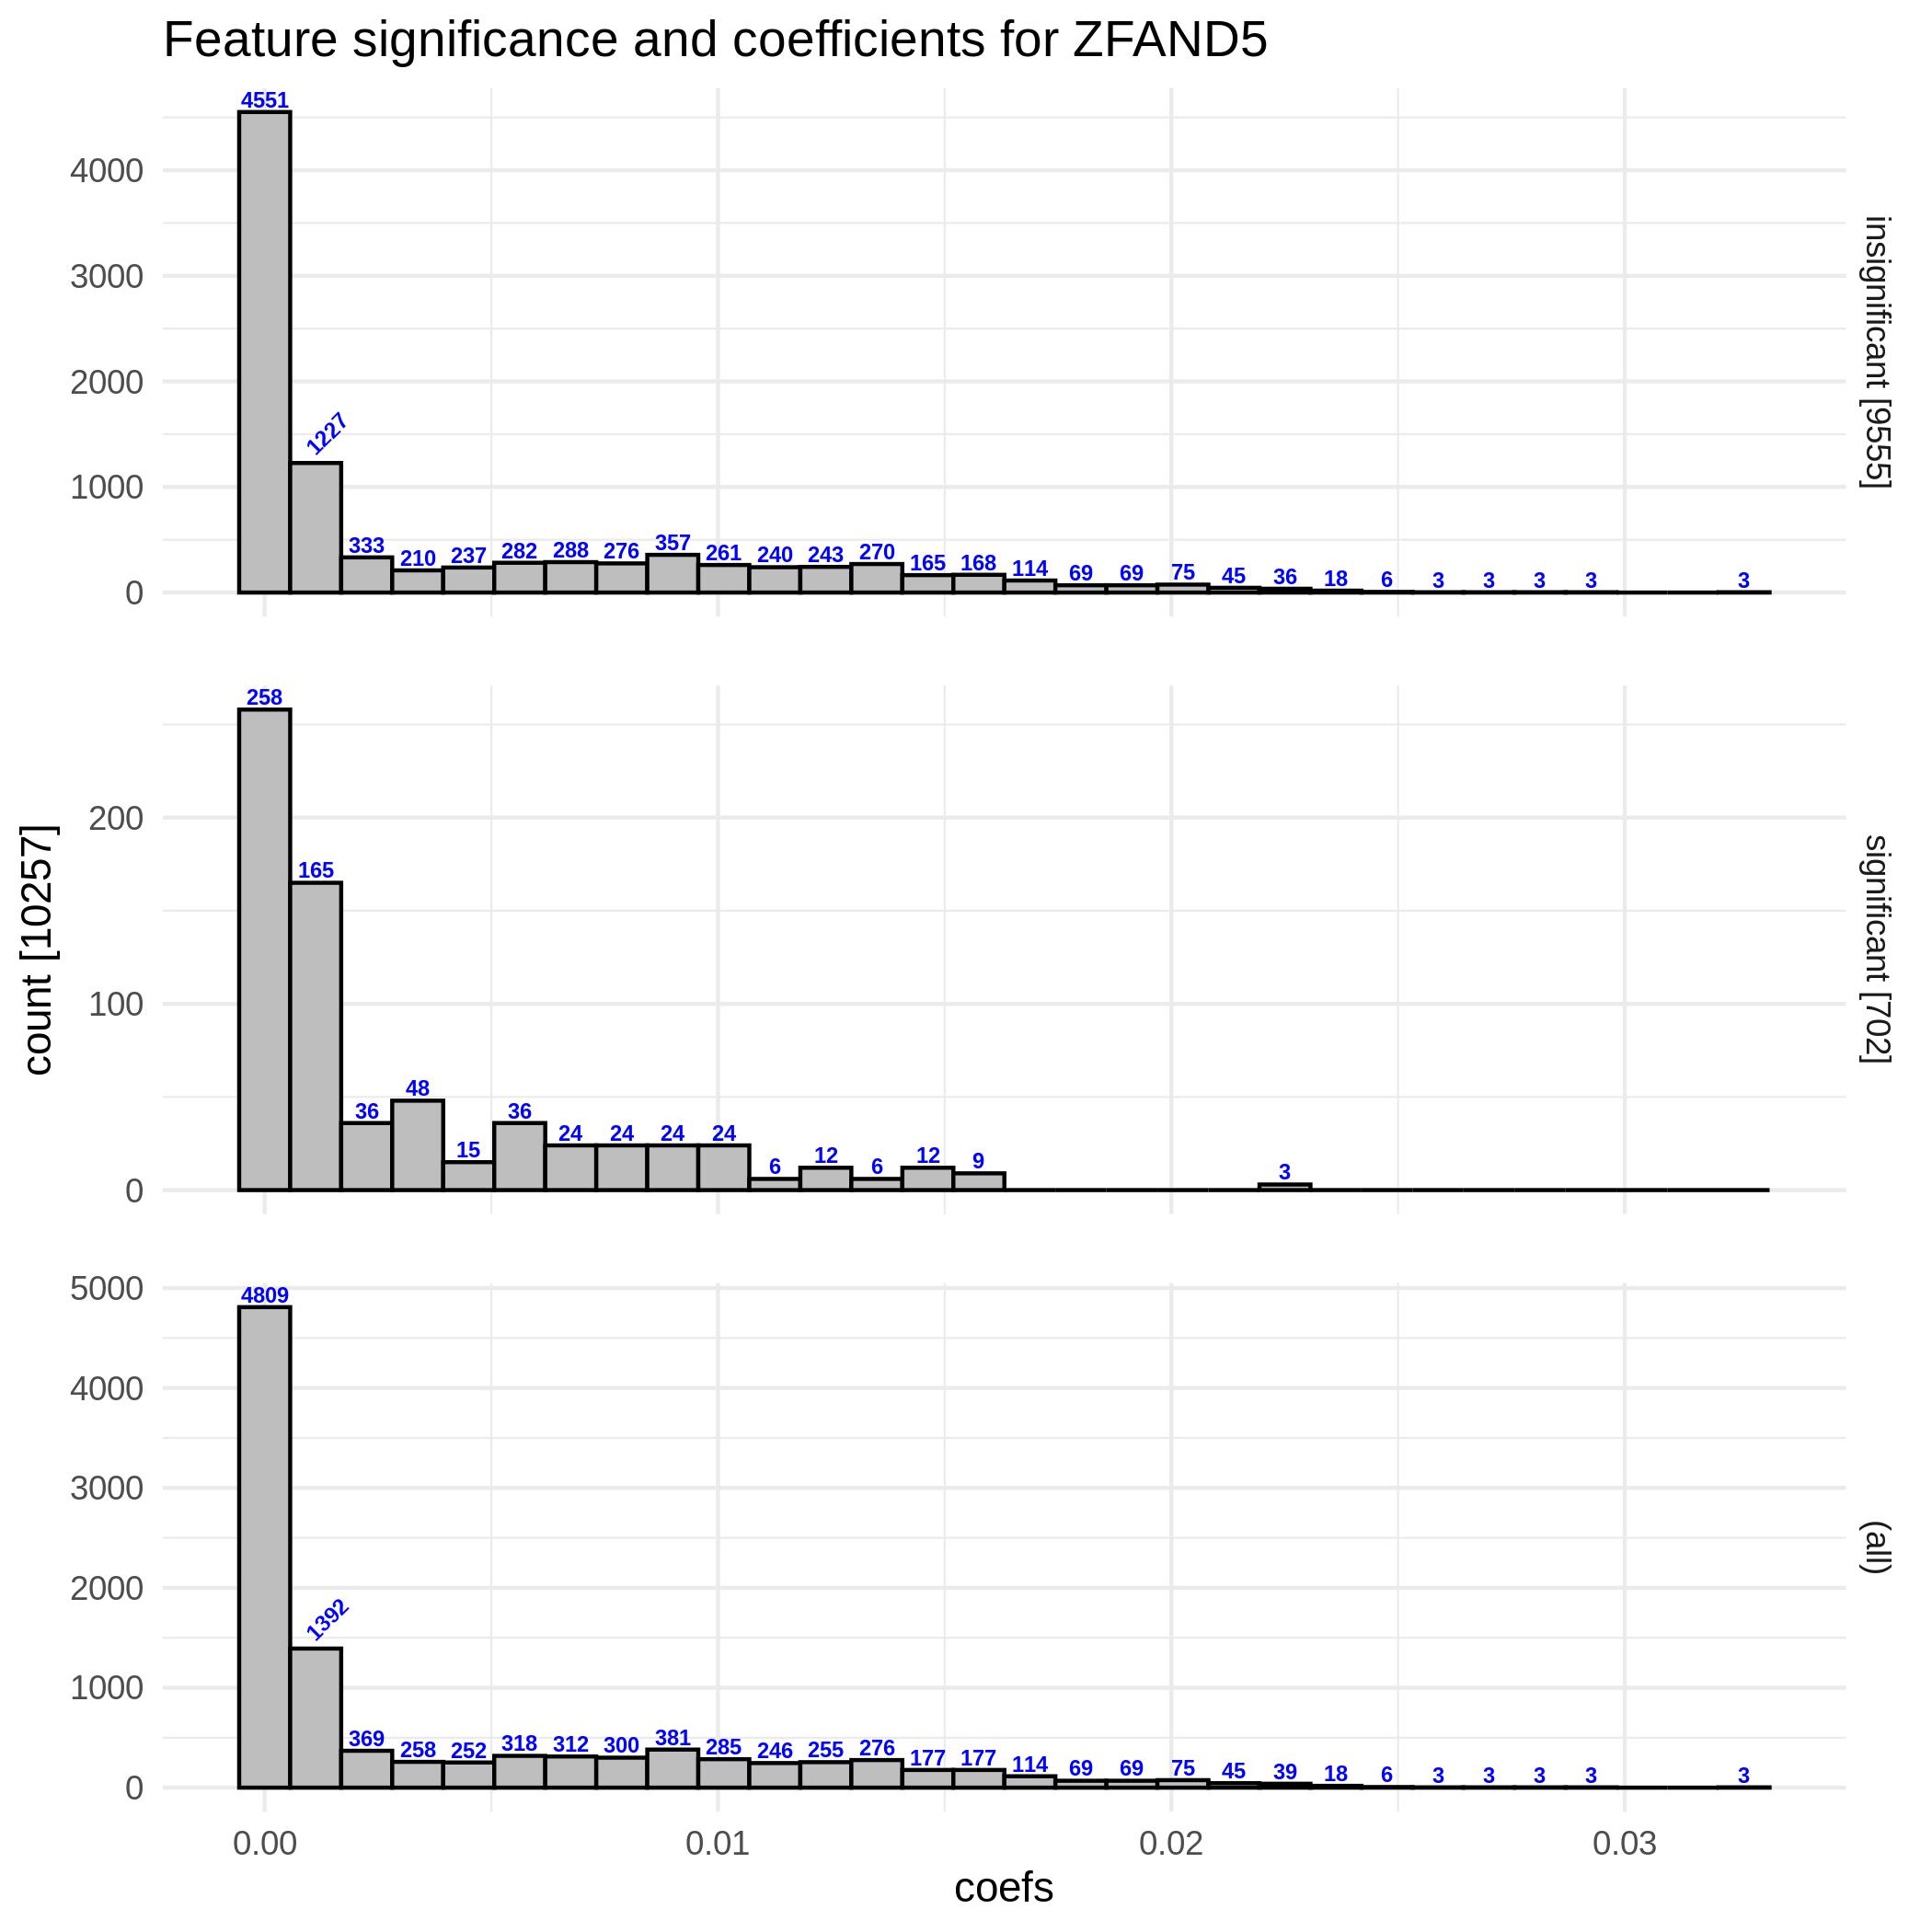 Feature significance and coefficients for ZFAND5
4551
4000
3000
2000
1000
0
1227
333 210 237 282 288 276 357 261 240 243 270 165 168 114 69 69 75 45 36 18 6 3 3 3 3 3
insignificant [9555]
258
200
100
0
165
36 48 15 36 24 24 24 24 6 12 6 12 9 3
significant [702]
count [10257]
5000
4809
4000
3000
2000
1000
0
1392
369 258 252 318 312 300 381 285 246 255 276 177 177 114 69 69 75 45 39 18 6 3 3 3 3 3
(all)
0.00 0.01 0.02 0.03
coefs